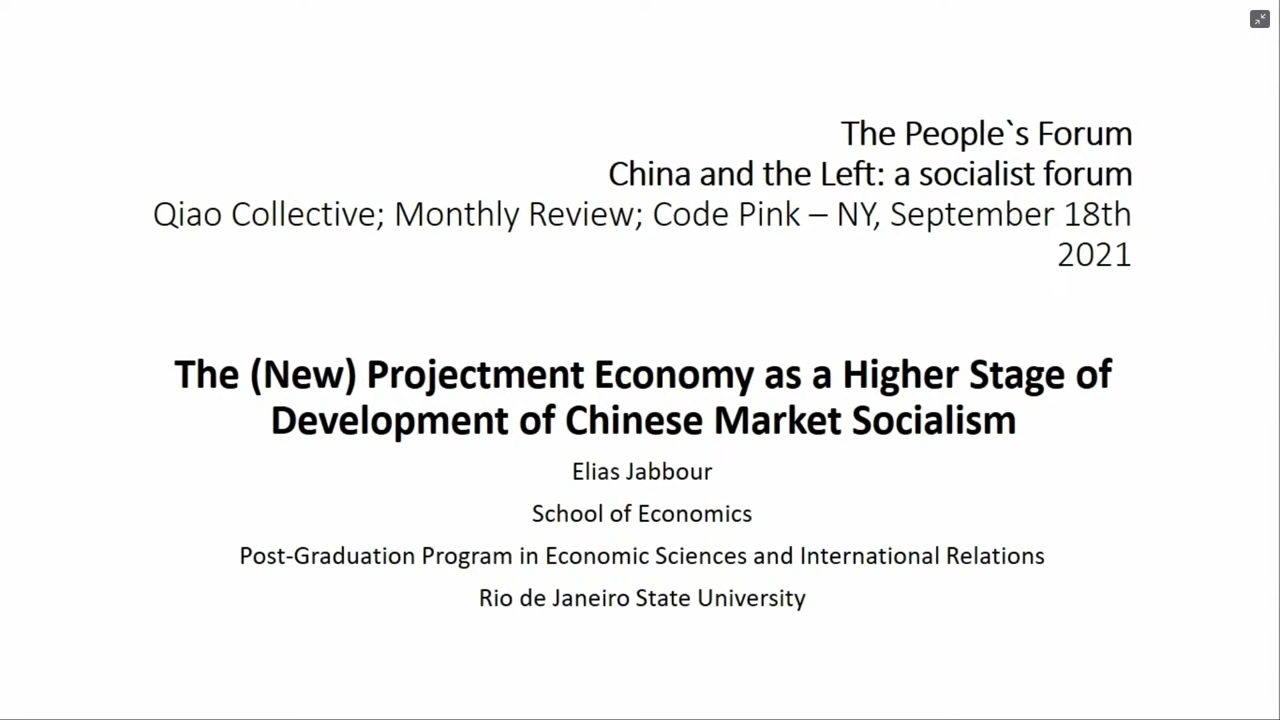 The People`s Forum
China and the Left: a socialist forum
Qiao Collective; Monthly Review; Code Pink – NY, September 18th
2021
The (New) Projectment Economy as a Higher Stage of
Development of Chinese Market Socialism
Elias Jabbour
School of Economics
Post-Graduation Program in Economic Sciences and International Relations
Rio de Janeiro State University